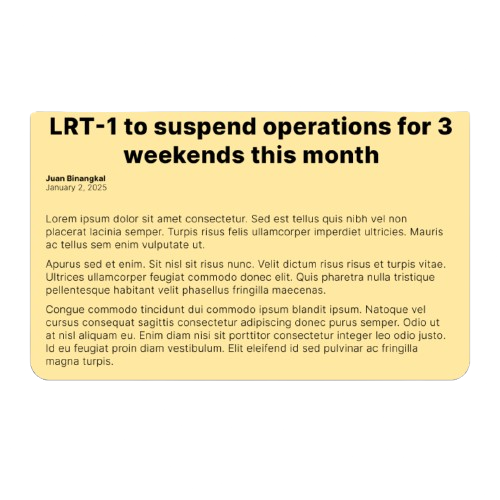 LRT-1 to suspend operations for 3
weekends this month
Juan Binangkal
January 2, 2025
Lorem ipsum dolor sit amet consectetur. Sed est tellus quis nibh vel non
placerat lacinia semper. Turpis risus felis ullamcorper imperdiet ultricies. Mauris
ac tellus sem enim vulputate ut.
Apurus sed et enim. Sit nisl sit risus nunc. Velit dictum risus risus et turpis vitae.
Ultrices ullamcorper feugiat commodo donec elit. Quis pharetra nulla tristique
pellentesque habitant velit phasellus fringilla maecenas.
Congue commodo tincidunt dui commodo ipsum blandit ipsum. Natoque vel
cursus consequat sagittis consectetur adipiscing donec purus semper. Odio ut
at nisl aliquam eu. Enim diam nisi sit porttitor consectetur integer leo odio justo.
Id eu feugiat proin diam vestibulum. Elit eleifend id sed pulvinar ac fringilla
magna turpis.